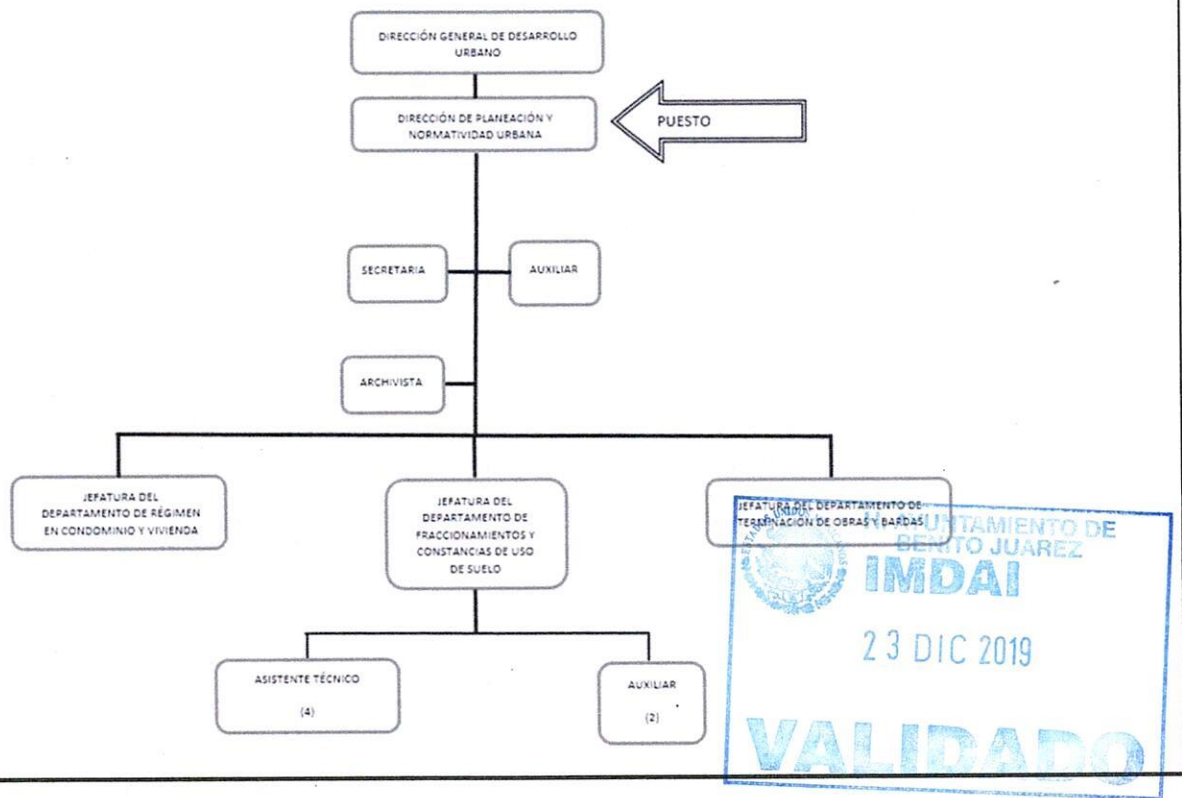 DIRECCIÓN GENERAL DE DESARROLLO
URBANO
DIRECCIÓN DE PLANEACIÓN Y
NORMATIVIDAD URBANA
PUESTO
SECRETARIA
AUXILIAR
ARCHIVISTA
JEFATURA DEL
DEPARTAMENTO DE RÉGIMEN
EN CONDOMINIO Y VIVIENDA
JEFATURA DEL
DEPARTAMENTO DE
FRACCIONAMIENTOS Y
CONSTANCIAS DE USO
DE SUELO
JEFATURA DEL DEPARTAMENTO DE
TERMINACIÓN DE OBRAS Y BARDAS
ASISTENTE TÉCNICO
(4)
AUXILIAR
(2)
ESTADOS UNIDOS
H. AYUNTAMIENTO DE
BENITO JUAREZ
IMDAI
23 DIC 2019
VALIDADO